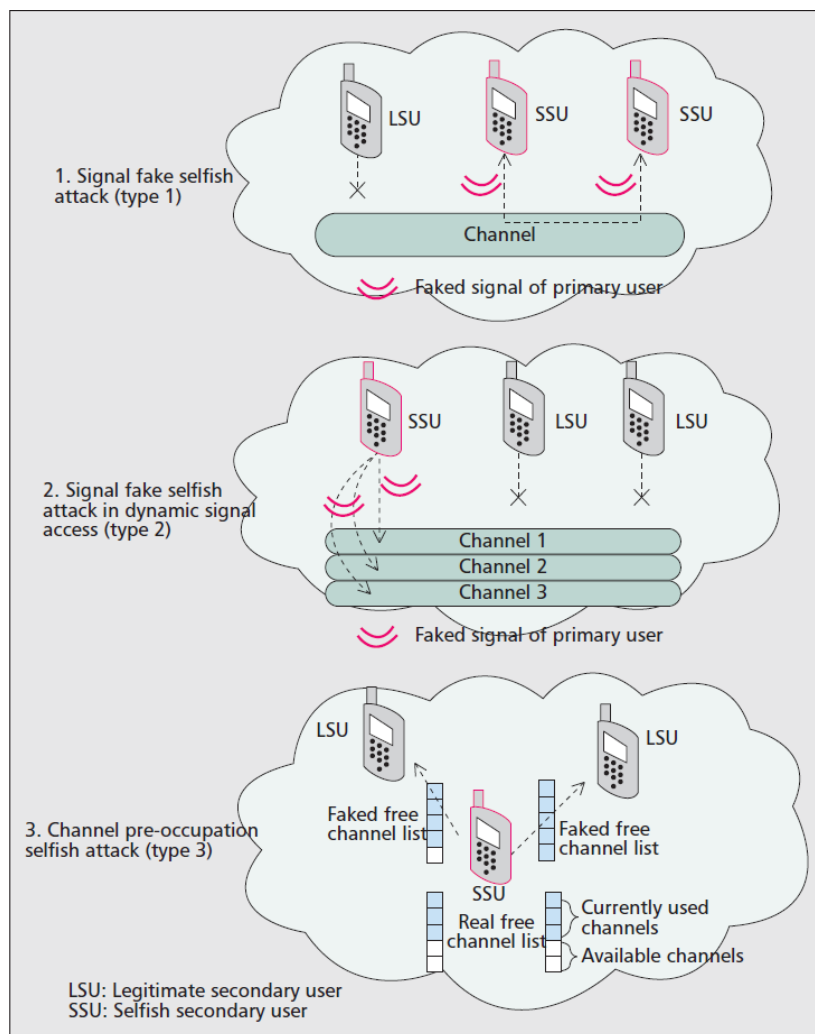 LSU
SSU
SSU
1. Signal fake selfish
attack (type 1)
Channel
Faked signal of primary user
SSU
LSU
LSU
2. Signal fake selfish
attack in dynamic signal
access (type 2)
Channel 1
Channel 2
Channel 3
Faked signal of primary user
LSU
LSU
3. Channel pre-occupation
selfish attack (type 3)
Faked free
channel list
Faked free
channel list
SSU
Real free
channel list
Currently used
channels
Available channels
LSU: Legitimate secondary user
SSU: Selfish secondary user